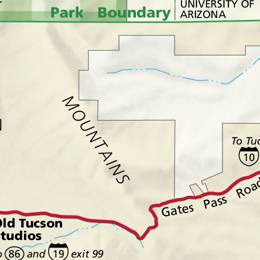 UNIVERSITY OF
ARIZONA
Park Boundary
MOUNTAINS
To Tuc
10
Gates Pass Road
Old Tucson
Studios
86 and 19 exit 99